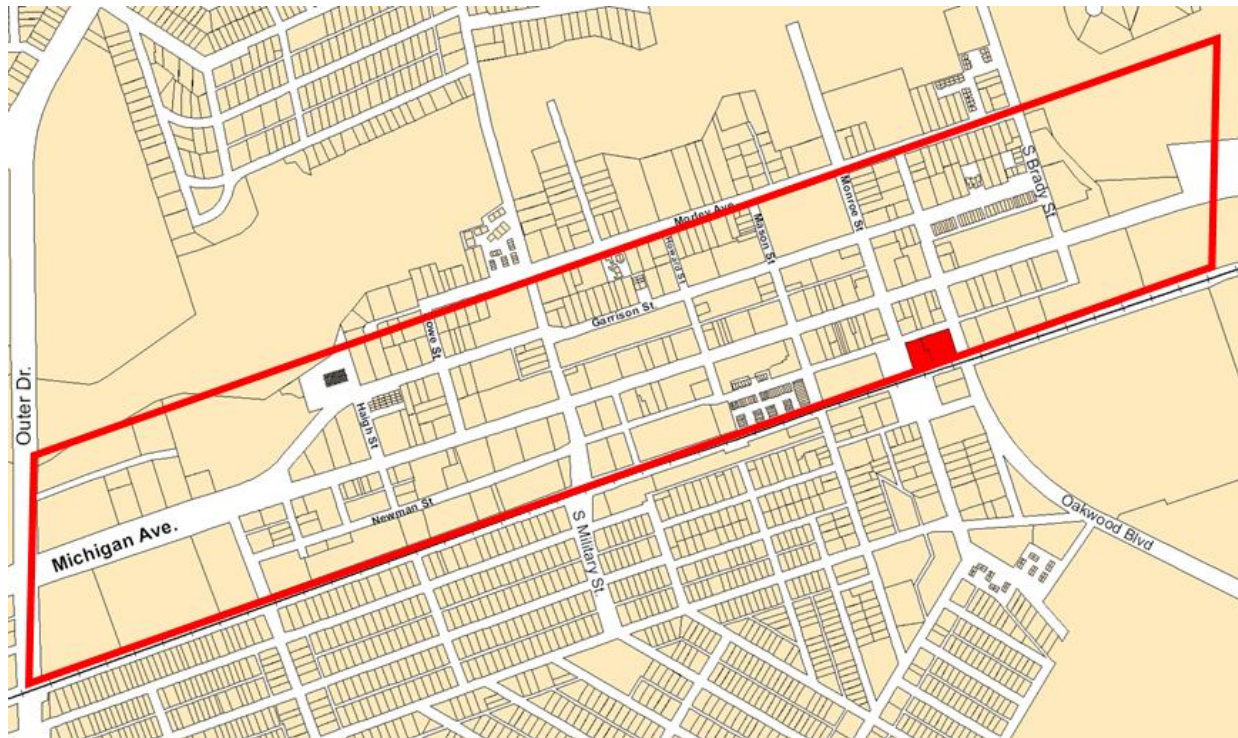 S Brady St.
Monroe St
Morley Ave.
Mason St
Howard St
Garrison St
Outer Dr.
Haigh St
Newman St
Michigan Ave.
S Military St.
Oakwood Blvd